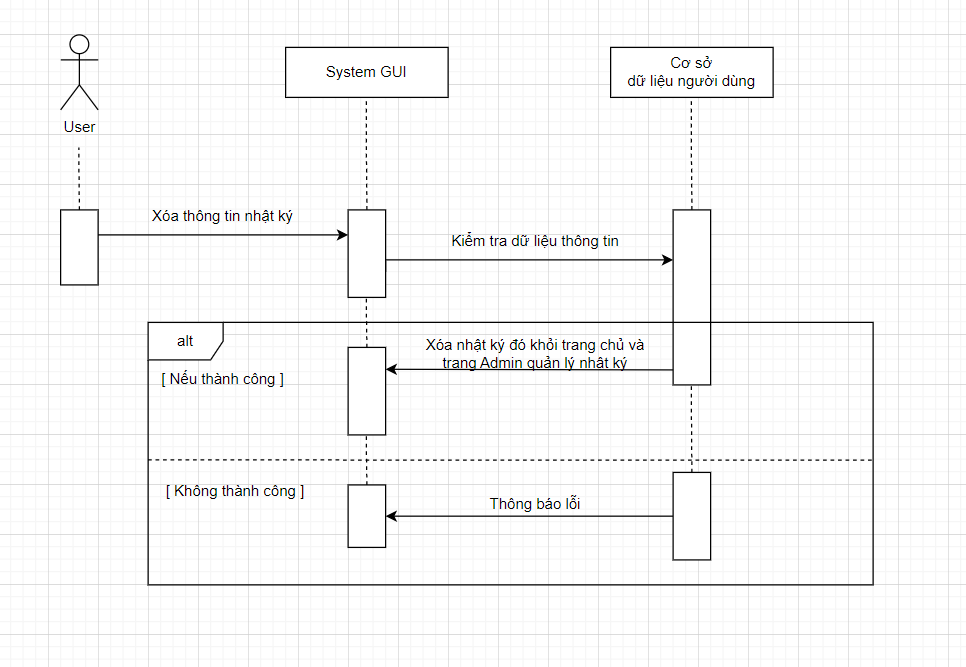 User
System GUI
Cơ sở
dữ liệu người dùng
Xóa thông tin nhật ký
Kiểm tra dữ liệu thông tin
alt
[ Nếu thành công ]
Xóa nhật ký đó khỏi trang chủ và
trang Admin quản lý nhât ký
[ Không thành công ]
Thông báo lỗi